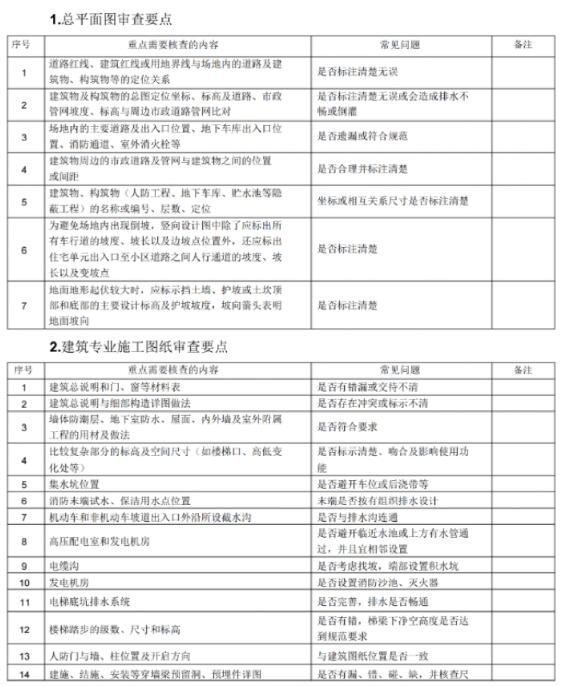 1.总平面图审查要点
序号 重点需要核查的内容 常见问题 备注
1 道路红线、建筑红线或用地界线与场地内的道路及建
筑物、构筑物等的定位关系 是否标注清楚无误
2 建筑物及构筑物的总图定位坐标、标高及道路、市政 是否标注清楚无误或会造成排水不
管网坡度、标高与周边市政道路管网比对 畅或倒灌
3 场地内的主要道路及出入口位置、地下车库出入口位
置、消防通道、室外消火栓等 是否遗漏或符合规范
4 建筑物周边的市政道路及管网与建筑物之间的位置
或间距 是否合理并标注清楚
5 建筑物、构筑物（人防工程、地下车库、贮水池等隐
蔽工程）的名称或编号、层数、定位 坐标或相互关系尺寸是否标注清楚
6 为避免场地内出现倒坡，竖向设计图中除了应标出所
有车行道的坡度、坡长以及边坡点位置外，还应标出
住宅单元出入口至小区道路之间人行通道的坡度、坡
长以及变坡点 是否标注清楚
7 地面地形起伏较大时，应标示挡土墙、护坡或土坎顶
部和底部的主要设计标高及护坡坡度，坡向箭头表明
地面坡向 是否标注清楚
2.建筑专业施工图纸审查要点
序号 重点需要核查的内容 常见问题 备注
1 建筑总说明和门、窗等材料表 是否有错漏或交待不清
2 建筑总说明与细部构造详图做法 是否存在冲突或标示不清
3 墙体防潮层、地下室防水、屋面、内外墙及室外附属
工程的用材及做法 是否符合要求
4 比较复杂部分的标高及空间尺寸（如楼梯口、高低变 是否标示清楚、吻合及影响使用功
化处等） 能
5 集水坑位置 是否避开车位或后浇带等
6 消防末端试水、保洁用水点位置 末端是否按有组织排水设计
7 机动车和非机动车坡道出入口外沿所设截水沟 是否与排水沟连通
8 高压配电室和发电机房 是否避开临近水池或上方有水管通
过，并且宜相邻设置
9 电缆沟 是否考虑找坡，端部设置积水坑
10 发电机房 是否设置消防沙池、灭火器
11 电梯底坑排水系统 是否完善，排水是否畅通
12 楼梯踏步的级数、尺寸和标高 是否有错，梯梁下净空高度是否达
到规范要求
13 人防门与墙、柱位置及开启方向 与建筑图纸位置是否一致
14 建施、结施、安装等穿墙梁预留洞、预埋件详图 是否有漏、错、碰、缺，并核查尺